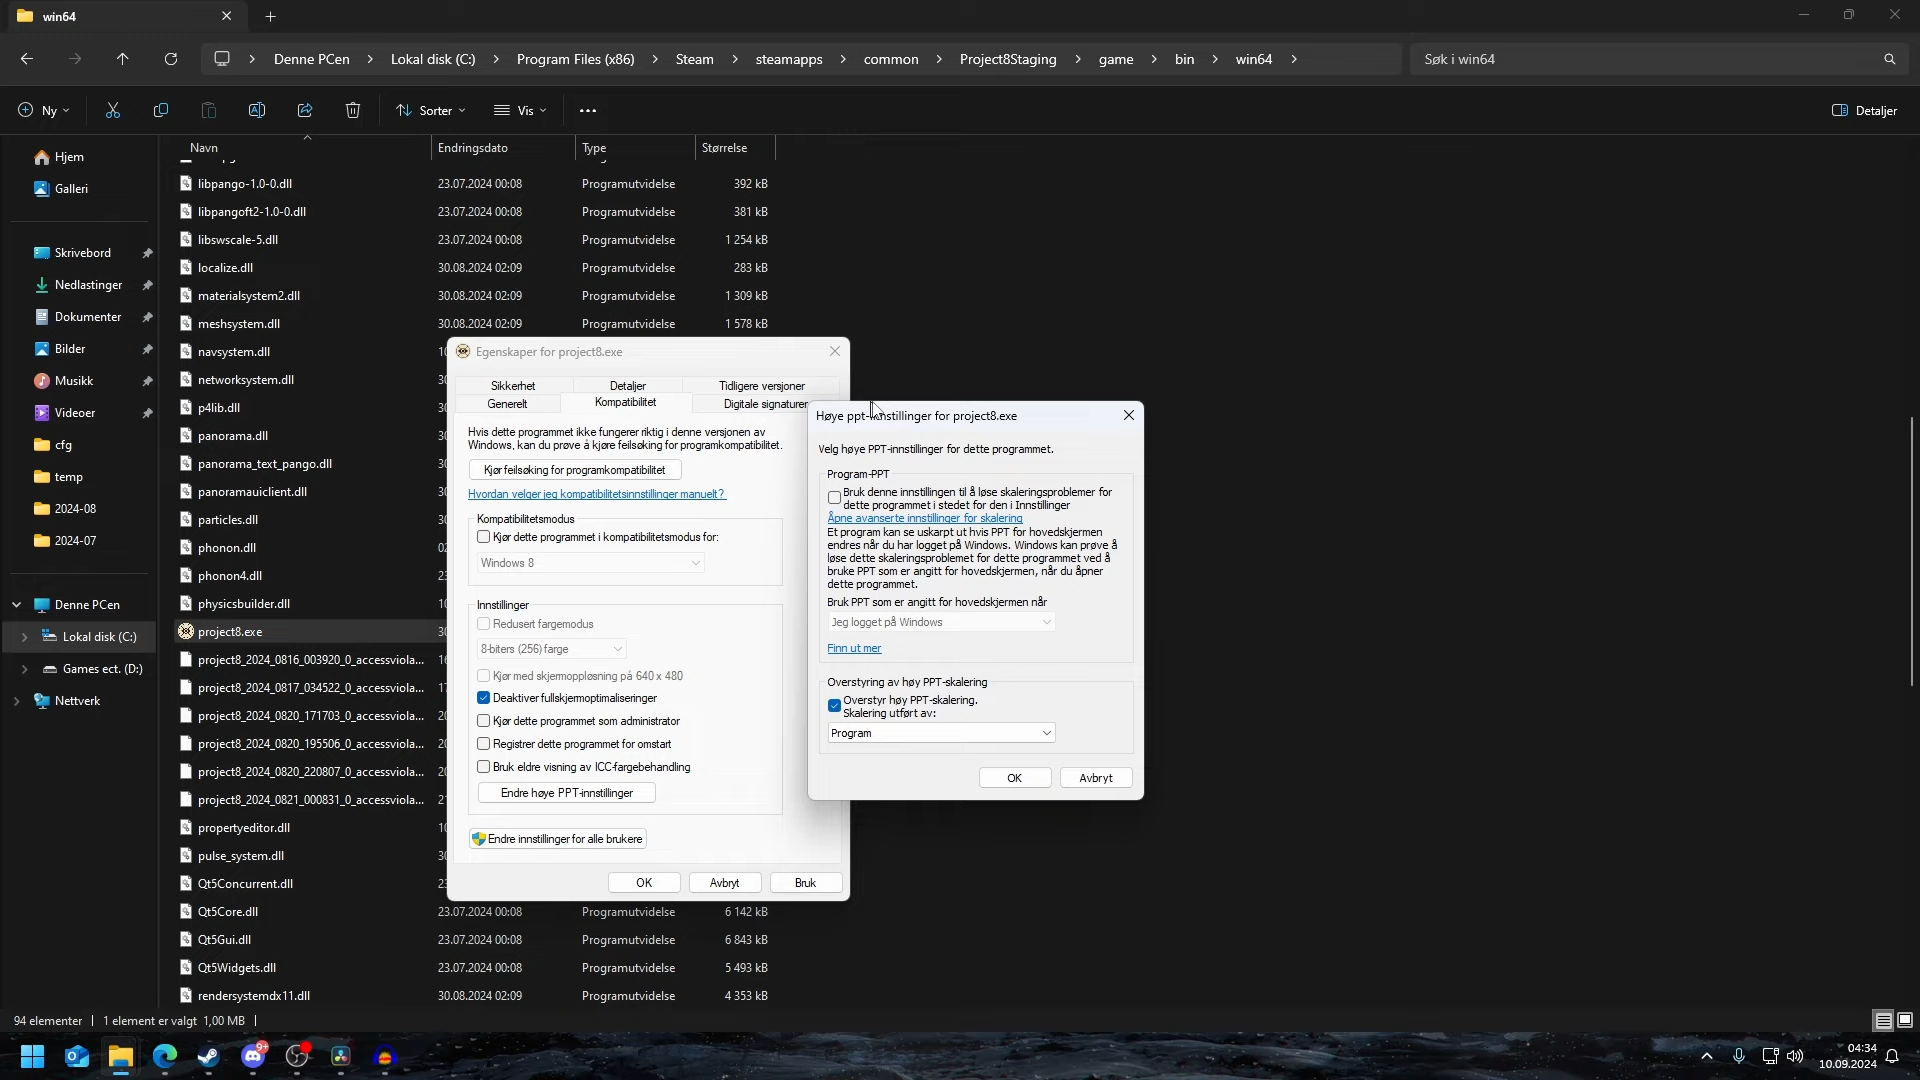 win64
Denne PCen
Lokal disk (C:)
Program Files (x86)
Steam
steamapps
common
Project8Staging
game
bin
win64
Søk i win64
Ny
Sorter
Vis
Detaljer
Hjem
Galleri
Skrivebord
Nedlastinger
Dokumenter
Bilder
Musikk
Videoer
cfg
temp
2024-08
2024-07
Denne PCen
Lokal disk (C:)
Games ect. (D:)
Nettverk
Navn Endringsdato Type Størrelse
libpango-1.0-0.dll 23.07.2024 00:08 Programutvidelse 392 kB
libpangoft2-1.0-0.dll 23.07.2024 00:08 Programutvidelse 381 kB
libswscale-5.dll 23.07.2024 00:08 Programutvidelse 1 254 kB
localize.dll 30.08.2024 02:09 Programutvidelse 283 kB
materialsystem2.dll 30.08.2024 02:09 Programutvidelse 1 309 kB
meshsystem.dll 30.08.2024 02:09 Programutvidelse 1 578 kB
navsystem.dll
networksystem.dll
p4lib.dll
panorama.dll
panorama_text_pango.dll
panoramauiclient.dll
particles.dll
phonon.dll
phonon4.dll
physicsbuilder.dll
project8.exe
project8_2024_0816_003920_0_accessviola...
project8_2024_0817_034522_0_accessviola...
project8_2024_0820_171703_0_accessviola...
project8_2024_0820_195506_0_accessviola...
project8_2024_0820_220807_0_accessviola...
project8_2024_0821_000831_0_accessviola...
propertyeditor.dll
pulse_system.dll
Qt5Concurrent.dll
Qt5Core.dll 23.07.2024 00:08 Programutvidelse 6 142 kB
Qt5Gui.dll 23.07.2024 00:08 Programutvidelse 6 843 kB
Qt5Widgets.dll 23.07.2024 00:08 Programutvidelse 5 493 kB
rendersystemdx11.dll 30.08.2024 02:09 Programutvidelse 4 353 kB
Egenskaper for project8.exe
Sikkerhet Detaljer Tidligere versjoner
Generelt Kompatibilitet Digitale signaturer
Hvis dette programmet ikke fungerer riktig i denne versjonen av
Windows, kan du prøve å kjøre feilsøking for programkompatibilitet.
Kjør feilsøking for programkompatibilitet
Hvordan velger jeg kompatibilitetsinnstillinger manuelt?
Kompatibilitetsmodus
Kjør dette programmet i kompatibilitetsmodus for:
Windows 8
Innstillinger
Redusert fargemodus
8-biters (256) farge
Kjør med skjermoppløsning på 640 x 480
Deaktiver fullskjermoptimaliseringer
Kjør dette programmet som administrator
Registrer dette programmet for omstart
Bruk eldre visning av ICC-fargebehandling
Endre høye PPT-innstillinger
Endre innstillinger for alle brukere
OK Avbryt Bruk
Høye ppt-innstillinger for project8.exe
Velg høye PPT-innstillinger for dette programmet.
Program-PPT
Bruk denne innstillingen til å løse skaleringsproblemer for
dette programmet i stedet for den i Innstillinger
Åpne avanserte innstillinger for skalering
Et program kan se uskarpt ut hvis PPT for hovedskjermen
endres når du har logget på Windows. Windows kan prøve å
løse dette skaleringsproblemet for dette programmet ved å
bruke PPT som er angitt for hovedskjermen, når du åpner
dette programmet.
Bruk PPT som er angitt for hovedskjermen når
Jeg logget på Windows
Finn ut mer
Overstyring av høy PPT-skalering
Overstyr høy PPT-skalering.
Skalering utført av:
Program
OK Avbryt
94 elementer 1 element er valgt 1,00 MB
9+
04:34
10.09.2024